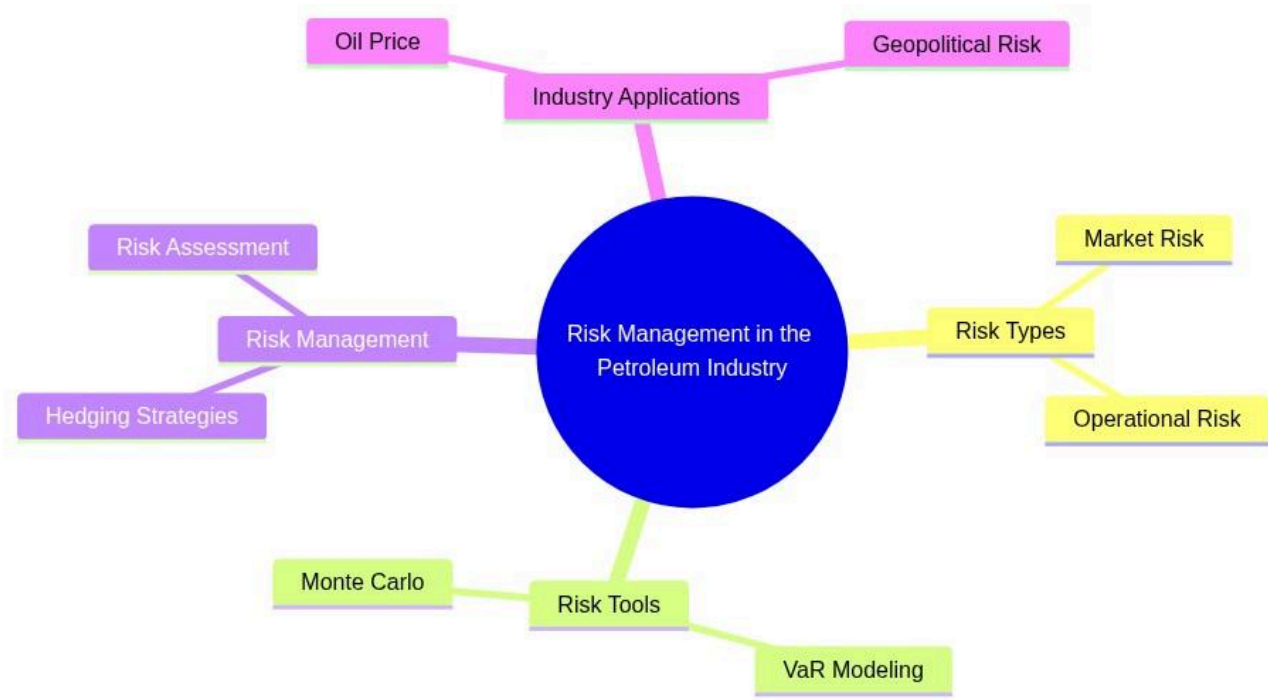 Oil Price
Geopolitical Risk
Industry Applications
Risk Assessment
Market Risk
Risk Management
Risk Management in the
Petroleum Industry
Risk Types
Hedging Strategies
Operational Risk
Monte Carlo
Risk Tools
VaR Modeling